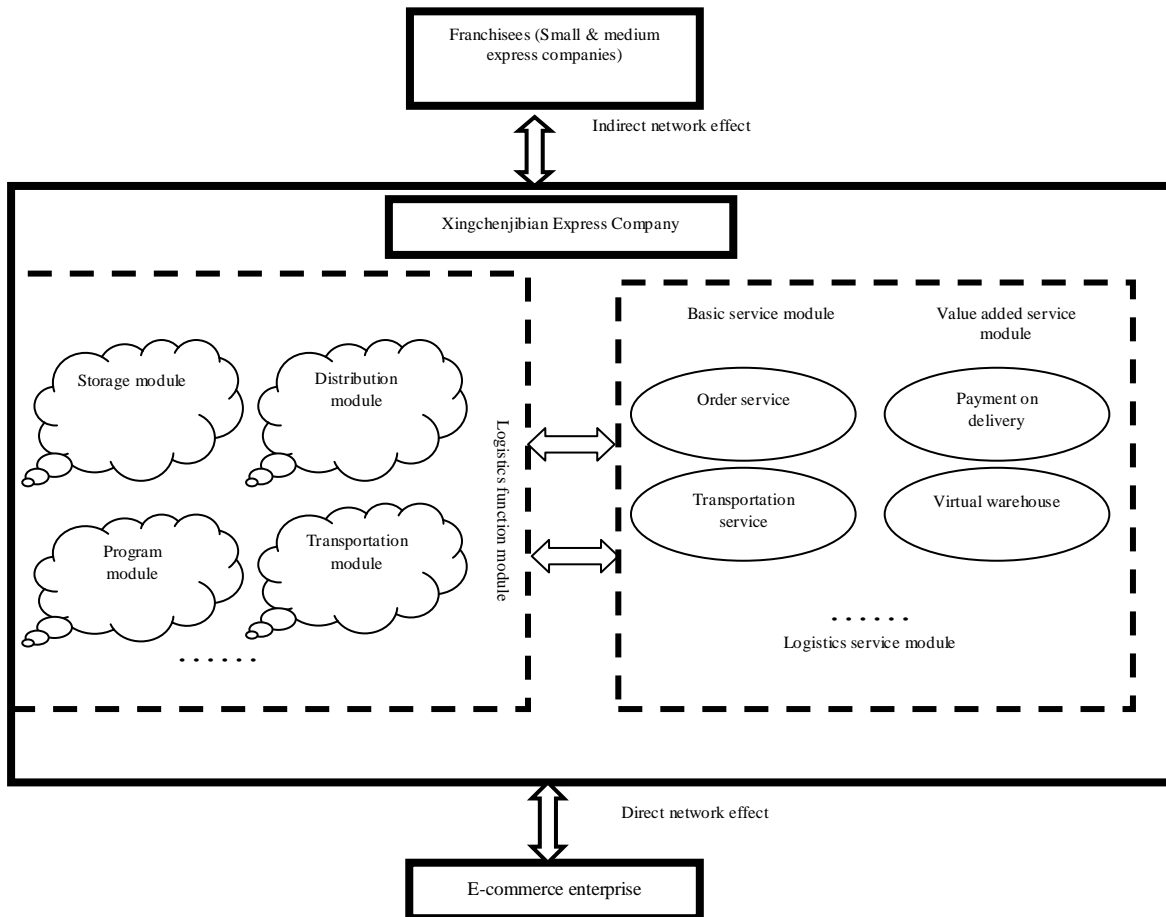 Franchisees (Small & medium
express companies)
Indirect network effect
Xingchenjibian Express Company
Storage module
Distribution
module
Program
module
Transportation
module
. . . . . .
Logistics function module
Basic service module
Value added service
module
Order service
Payment on
delivery
Transportation
service
Virtual warehouse
. . . . . .
Logistics service module
Direct network effect
E-commerce enterprise